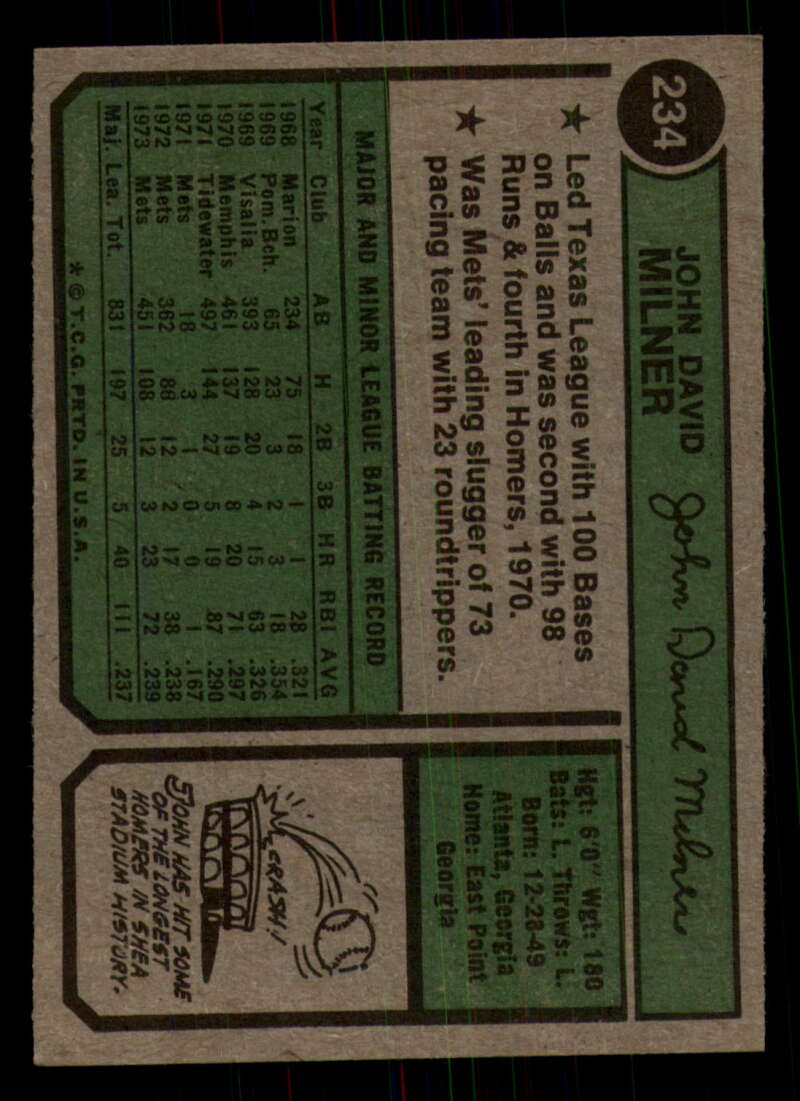 234
JOHN DAVID
MILNER
John David Milner
★ Led Texas League with 100 Bases
on Balls and was second with 98
Runs & fourth in Homers, 1970.
★ Was Mets' leading slugger of 73
pacing team with 23 roundtrippers.
MAJOR AND MINOR LEAGUE BATTING RECORD
Year Club AB H 2B 3B HR RBI AVG
1968 Marion 234 75 18 1 1 28 .321
1969 Pom. Bch. 65 23 3 2 3 18 .354
1969 Visalia 393 128 20 4 15 63 .326
1970 Memphis 461 137 19 8 20 71 .297
1971 Tidewater 497 144 27 5 19 87 .290
1971 Mets 18 3 1 0 0 1 .167
1972 Mets 362 86 12 2 17 38 .238
1973 Mets 451 108 12 3 23 72 .239
Maj. Lea. Tot. 831 197 25 5 40 111 .237
* © T.C.G. PRTD. IN U.S.A.
Hgt: 6'0" Wgt: 180
Bats: L. Throws: L.
Born: 12-28-49
Atlanta, Georgia
Home: East Point
Georgia
CRASH!
JOHN HAS HIT SOME
OF THE LONGEST
HOMERS IN SHEA
STADIUM HISTORY.